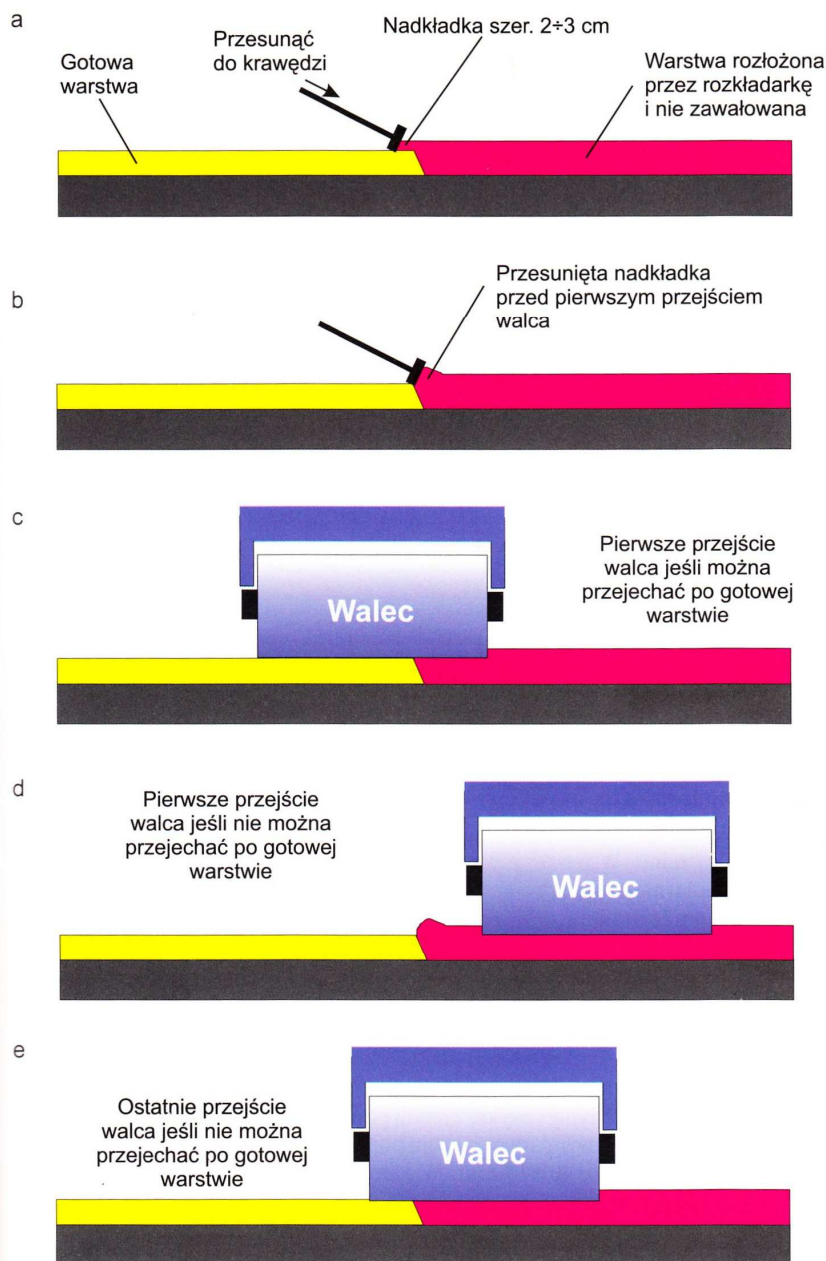 a
Gotowa
warstwa
Przesunąć
do krawędzi
Nadkładka szer. 2÷3 cm
Warstwa rozłożona
przez rozkładarkę
i nie zawałowana
b
Przesunięta nadkładka
przed pierwszym przejściem
walca
c
Walec
Pierwsze przejście
walca jeśli można
przejechać po gotowej
warstwie
d
Pierwsze przejście
walca jeśli nie można
przejechać po gotowej
warstwie
Walec
e
Ostatnie przejście
walca jeśli nie można
przejechać po gotowej
warstwie
Walec